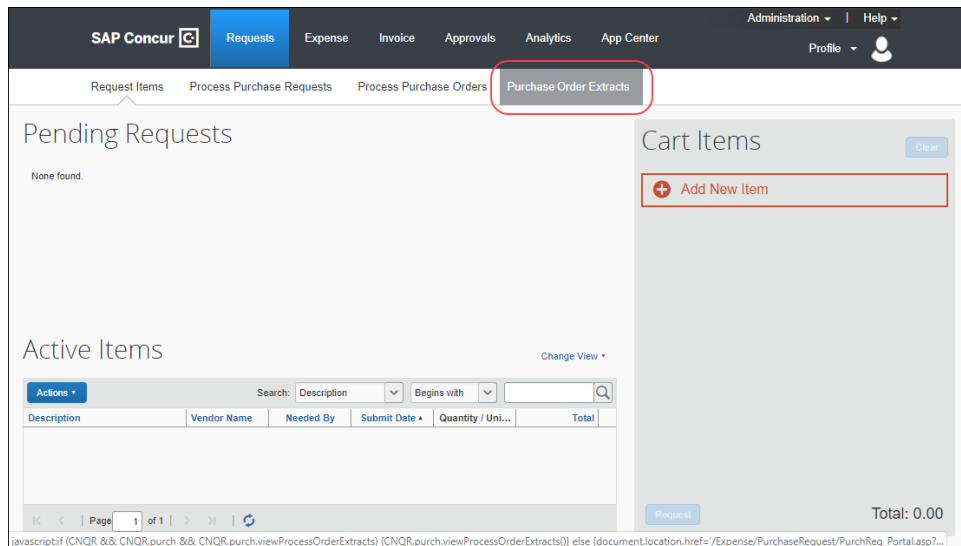 Administration | Help
SAP Concur C Requests Expense Invoice Approvals Analytics App Center
Profile
Request Items Process Purchase Requests Process Purchase Orders Purchase Order Extracts
Pending Requests
None found.
Cart Items Clear
Add New Item
Active Items
Change View
Actions Search: Description Begins with
Description Vendor Name Needed By Submit Date Quantity / Uni... Total
Page 1 of 1
Request Total: 0.00
javascript:if (CNQR && CNQR.purch && CNQR.purch.viewProcessOrderExtracts) {CNQR.purch.viewProcessOrderExtracts()} else {document.location.href='/Expense/PurchaseRequest/PurchReq_Portal.asp?...